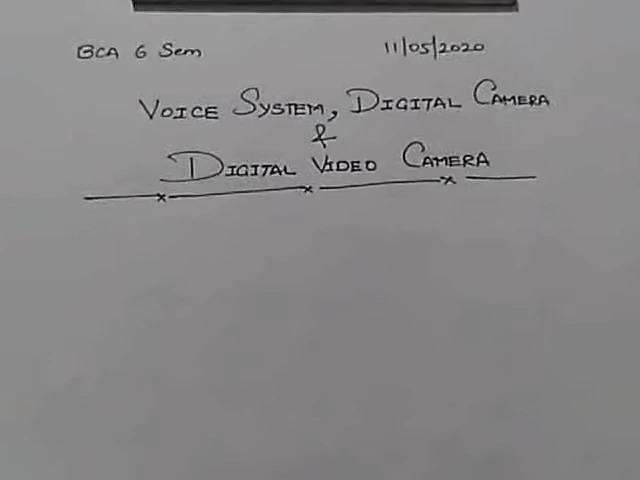 BCA 6 Sem 11/05/2020
VOICE SYSTEM, DIGITAL CAMERA
&
DIGITAL VIDEO CAMERA